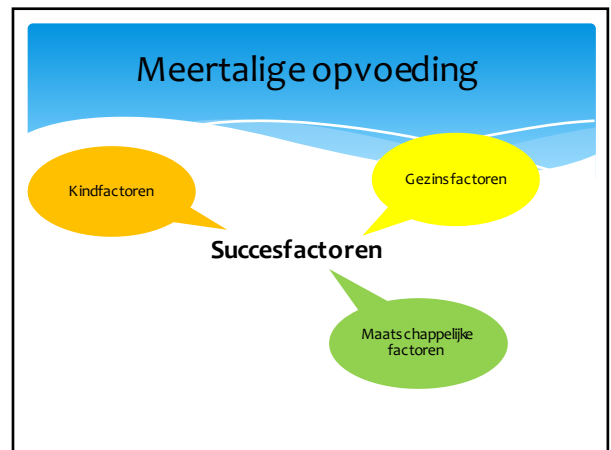 Meertalige opvoeding
Kindfactoren
Gezinsfactoren
Succesfactoren
Maatschappelijke
factoren